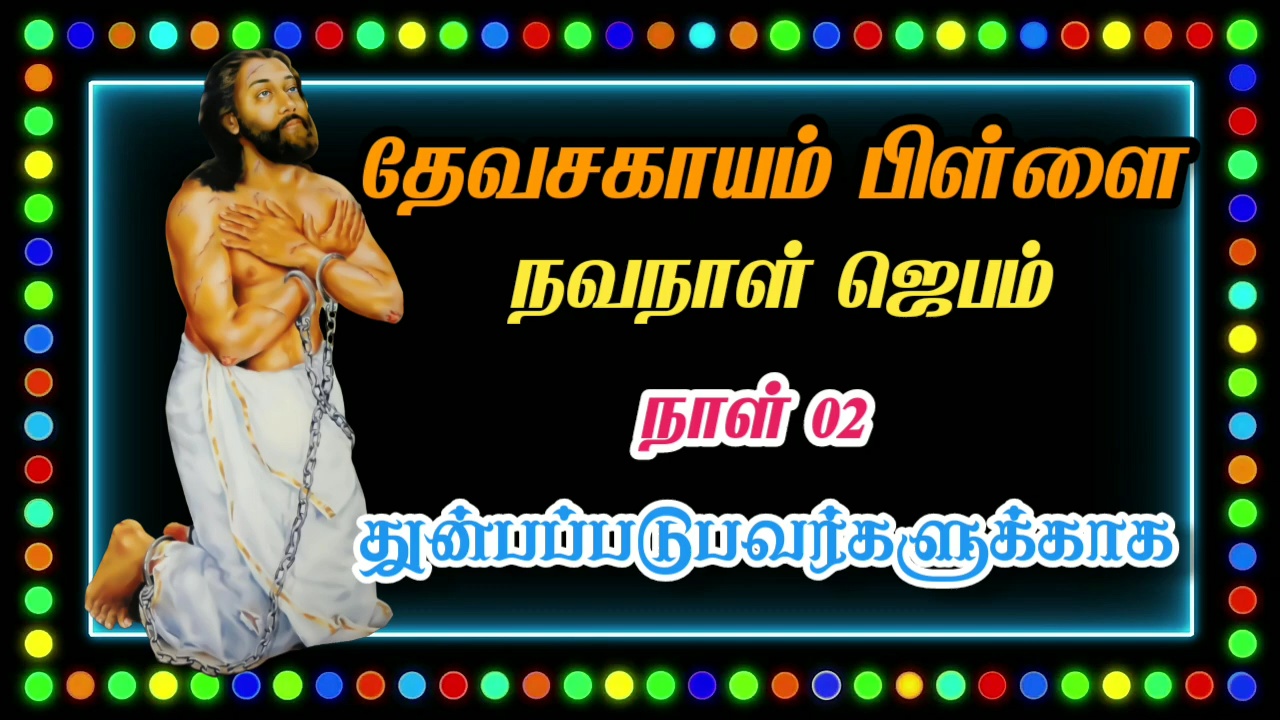 தேவசகாயம் பிள்ளை
நவநாள் ஜெபம்
நாள் 02
துன்பப்படுபவர்களுக்காக